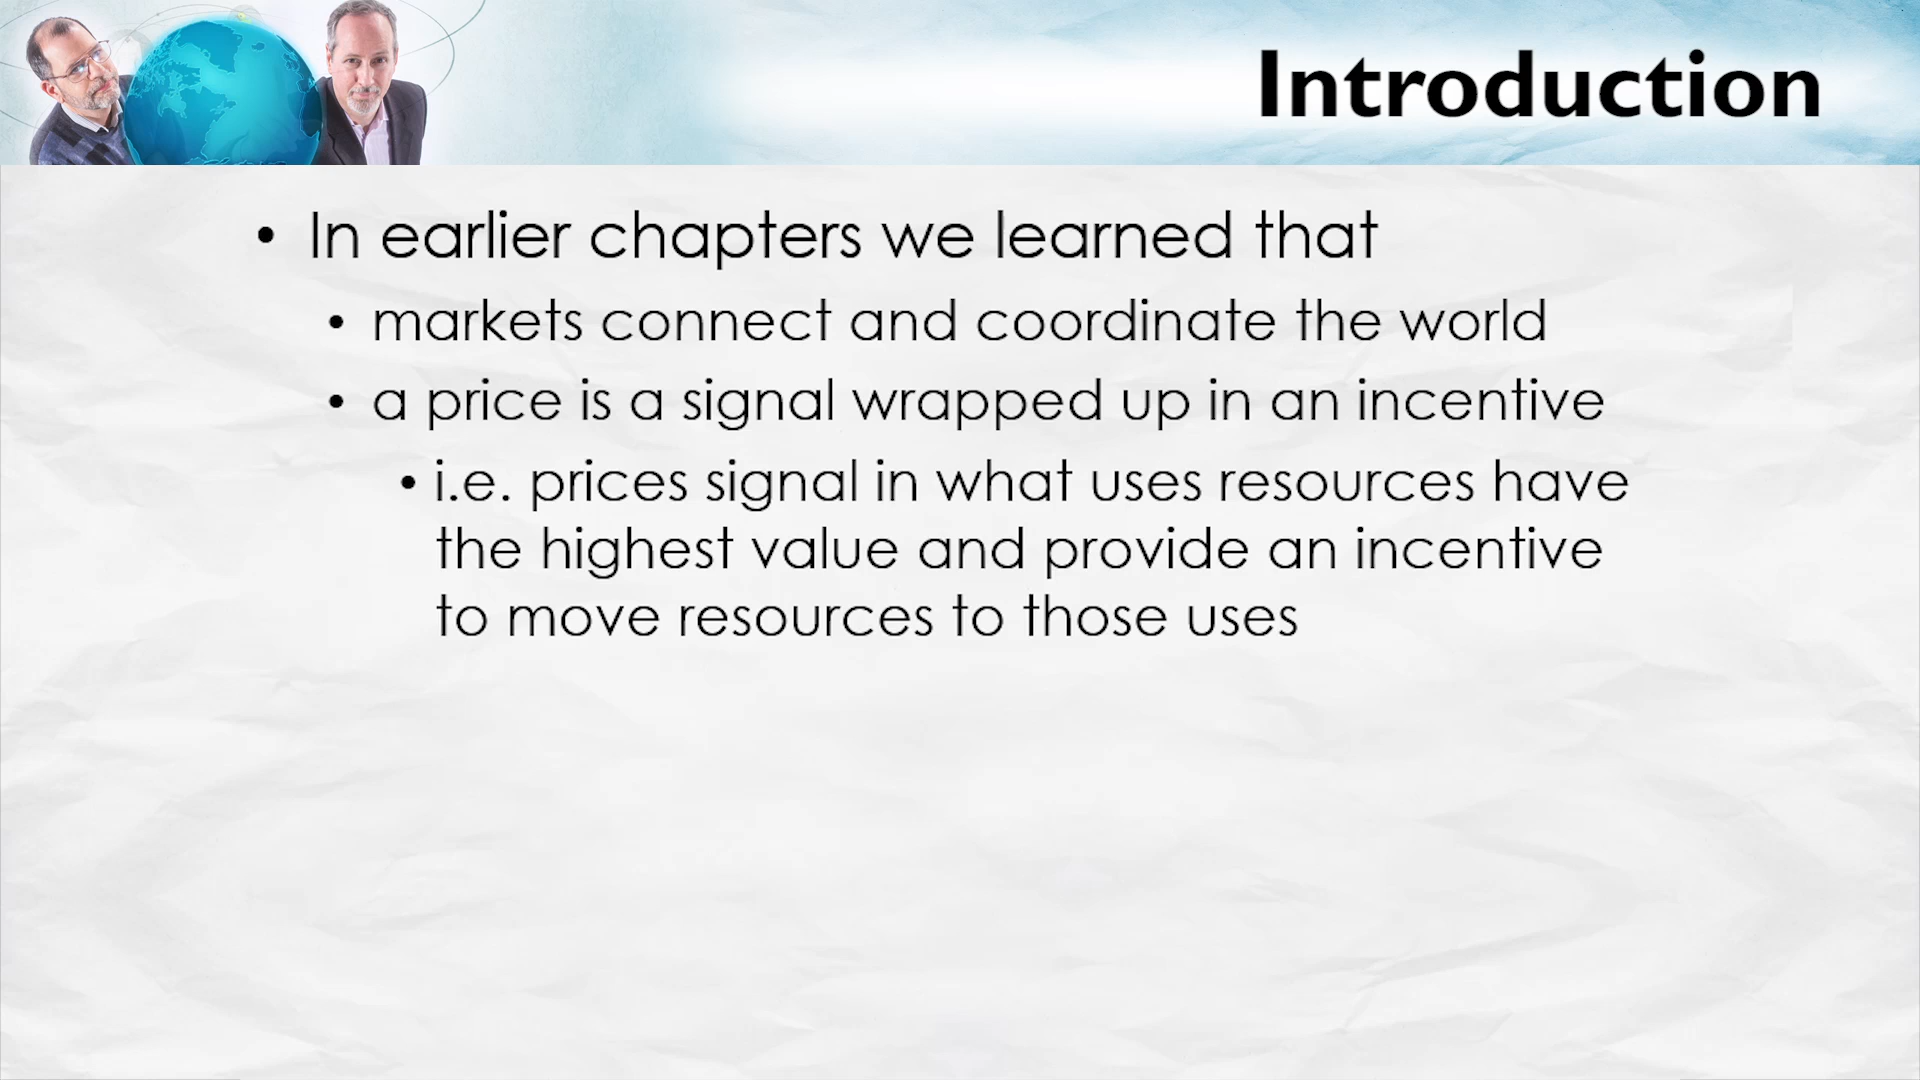 Introduction
• In earlier chapters we learned that
• markets connect and coordinate the world
• a price is a signal wrapped up in an incentive
• i.e. prices signal in what uses resources have
the highest value and provide an incentive
to move resources to those uses